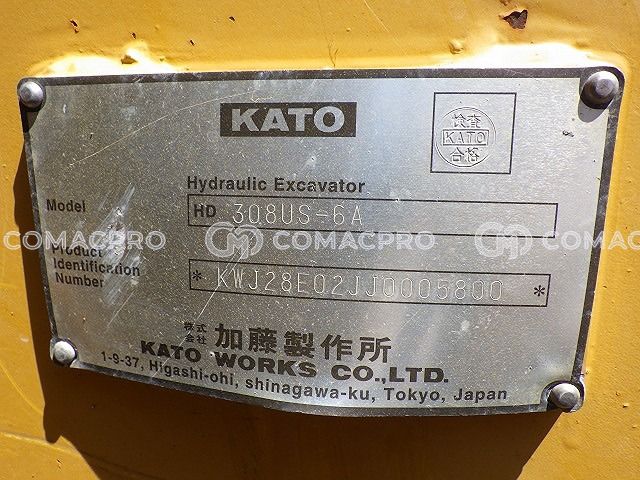 KATO
検査
KATO
合格
Hydraulic Excavator
Model HD 308US-6A
COMACPRO COMACPRO COMACPRO
Product
Identification
Number * KWJ28E02JJ0005800 *
株式
会社 加藤製作所
KATO WORKS CO.,LTD.
1-9-37, Higashi-ohi, shinagawa-ku, Tokyo, Japan